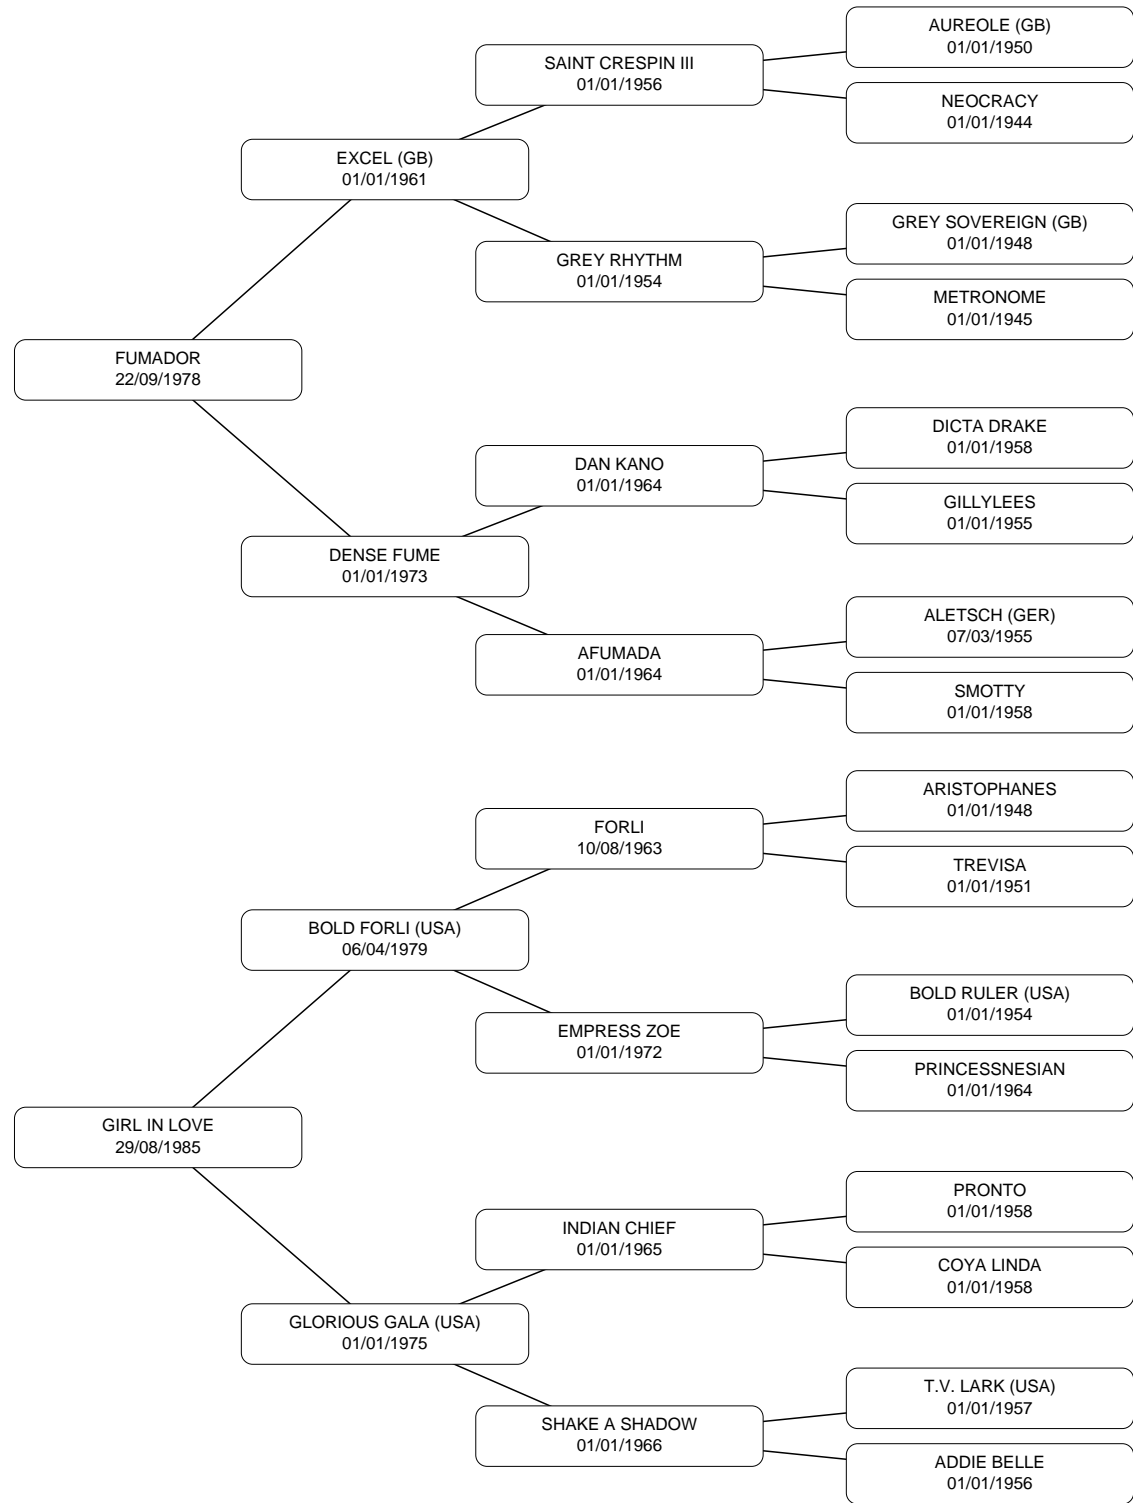 AUREOLE (GB)
01/01/1950
SAINT CRESPIN III
01/01/1956
NEOCRACY
01/01/1944
EXCEL (GB)
01/01/1961
GREY SOVEREIGN (GB)
01/01/1948
GREY RHYTHM
01/01/1954
METRONOME
01/01/1945
FUMADOR
22/09/1978
DICTA DRAKE
01/01/1958
DAN KANO
01/01/1964
GILLYLEES
01/01/1955
DENSE FUME
01/01/1973
ALETSCH (GER)
07/03/1955
AFUMADA
01/01/1964
SMOTTY
01/01/1958
ARISTOPHANES
01/01/1948
FORLI
10/08/1963
TREVISA
01/01/1951
BOLD FORLI (USA)
06/04/1979
BOLD RULER (USA)
01/01/1954
EMPRESS ZOE
01/01/1972
PRINCESSNESIAN
01/01/1964
GIRL IN LOVE
29/08/1985
PRONTO
01/01/1958
INDIAN CHIEF
01/01/1965
COYA LINDA
01/01/1958
GLORIOUS GALA (USA)
01/01/1975
T.V. LARK (USA)
01/01/1957
SHAKE A SHADOW
01/01/1966
ADDIE BELLE
01/01/1956